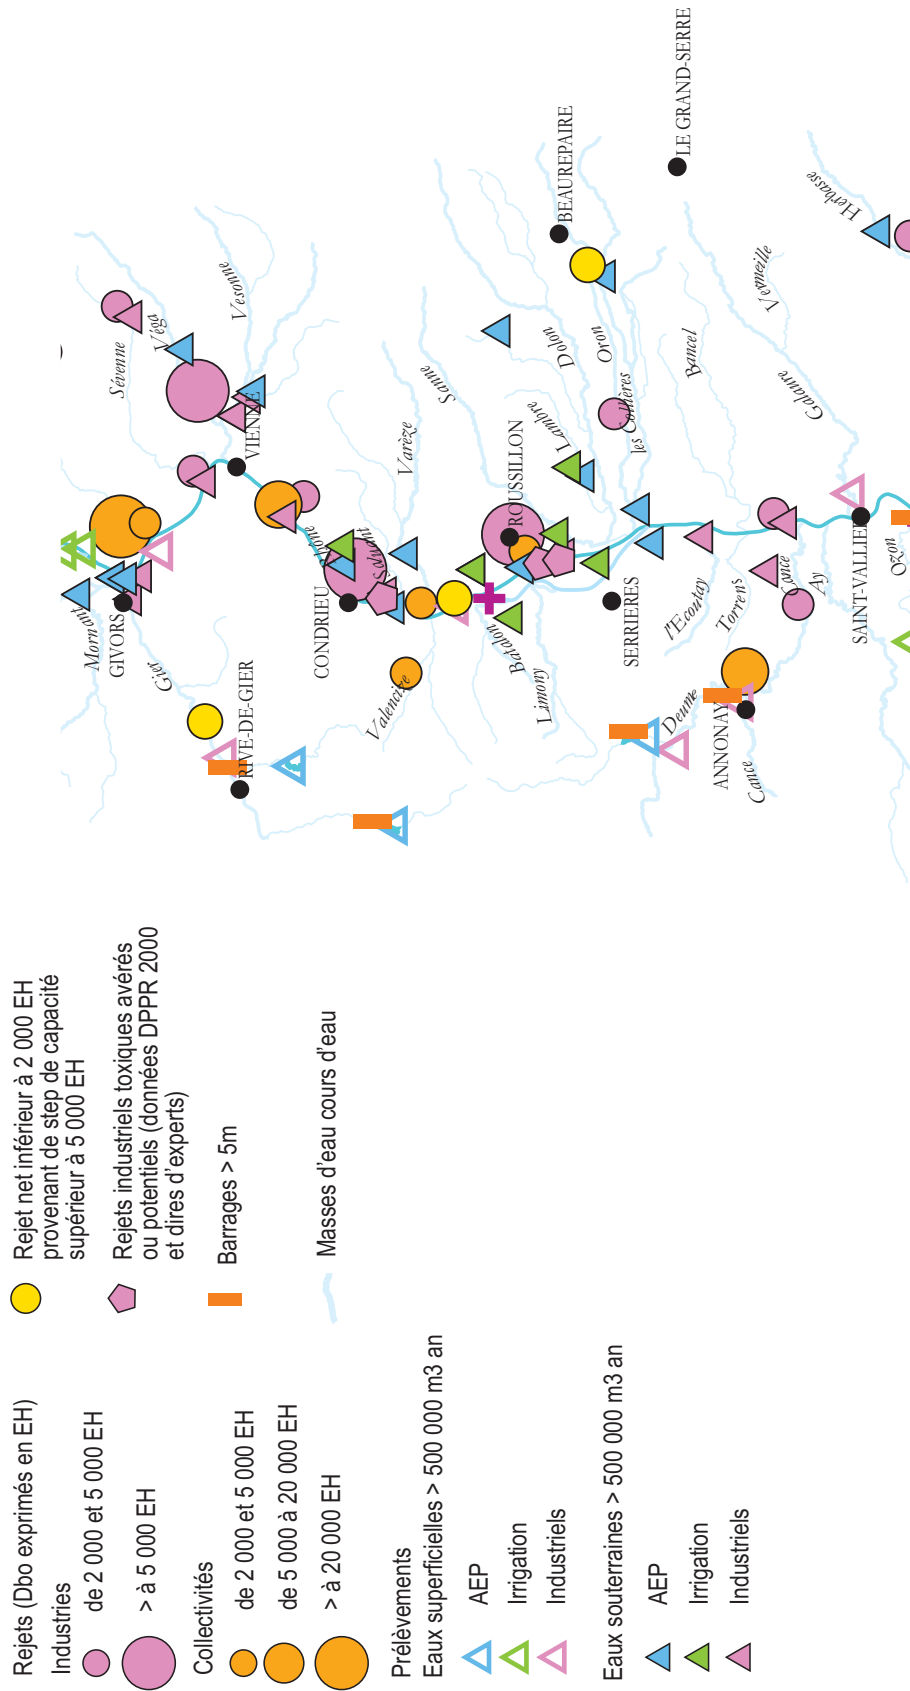 Rejets (Dbo exprimés en EH)
Industries
de 2 000 et 5 000 EH
> à 5 000 EH
Collectivités
de 2 000 et 5 000 EH
de 5 000 à 20 000 EH
> à 20 000 EH
Prélèvements
Eaux superficielles > 500 000 m3 an
AEP
Irrigation
Industriels
Eaux souterraines > 500 000 m3 an
AEP
Irrigation
Industriels
Rejet net inférieur à 2 000 EH
provenant de step de capacité
supérieur à 5 000 EH
Rejets industriels toxiques avérés
ou potentiels (données DPPR 2000
et dires d'experts)
Barrages > 5m
Masses d'eau cours d'eau
Mornant
GIVORS
Gier
RIVE-DE-GIER
Sévenne
Véga
Vesonne
VIENNE
CONDRIEU
Valencize
Varèze
Sanne
ROUSSILLON
Batalon
Limony
SERRIERES
Lambre
Dolon
Oron
les Collières
BEAUREPAIRE
LE GRAND-SERRE
Bancel
Vermeille
Galaure
Herbasse
l'Ecoutay
Torrens
Deume
ANNONAY
Cance
Cance
Ay
SAINT-VALLIER
Ozon